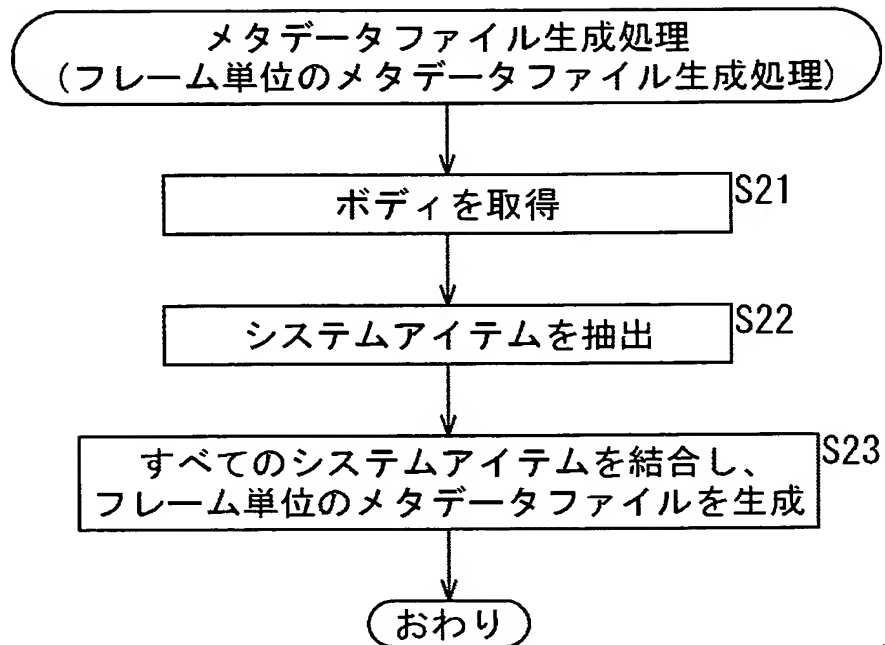 メタデータファイル生成処理
(フレーム単位のメタデータファイル生成処理)
ボディを取得
S21
システムアイテムを抽出
S22
すべてのシステムアイテムを結合し、
フレーム単位のメタデータファイルを生成
S23
おわり